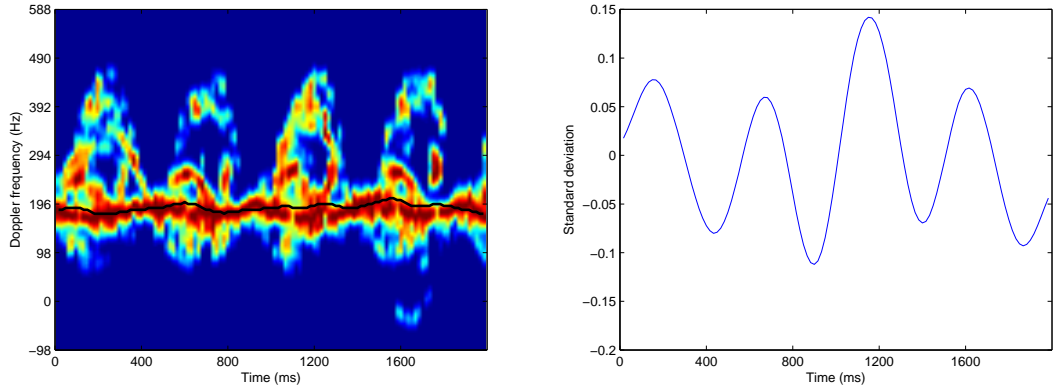 588
490
392
294
196
98
0
−98
Doppler frequency (Hz)
0 400 800 1200 1600
Time (ms)
0.15
0.1
0.05
0
−0.05
−0.1
−0.15
−0.2
Standard deviation
0 400 800 1200 1600
Time (ms)